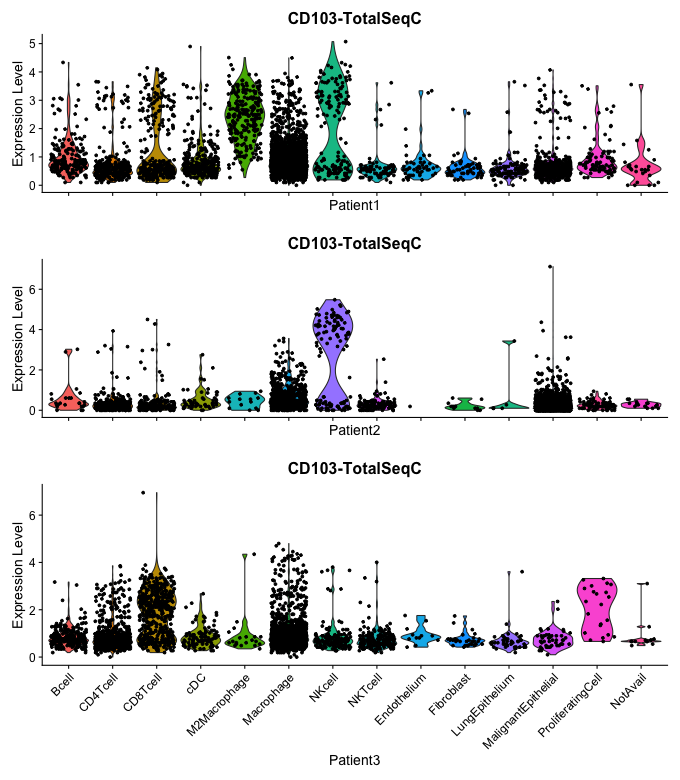 CD103-TotalSeqC
Expression Level
5
4
3
2
1
0
Patient1
CD103-TotalSeqC
Expression Level
6
4
2
0
Patient2
CD103-TotalSeqC
Expression Level
6
4
2
0
Bcell
CD4Tcell
CD8Tcell
cDC
M2Macrophage
Macrophage
NKcell
NKTcell
Endothelium
Fibroblast
LungEpithelium
MalignantEpithelial
ProliferatingCell
NotAvail
Patient3